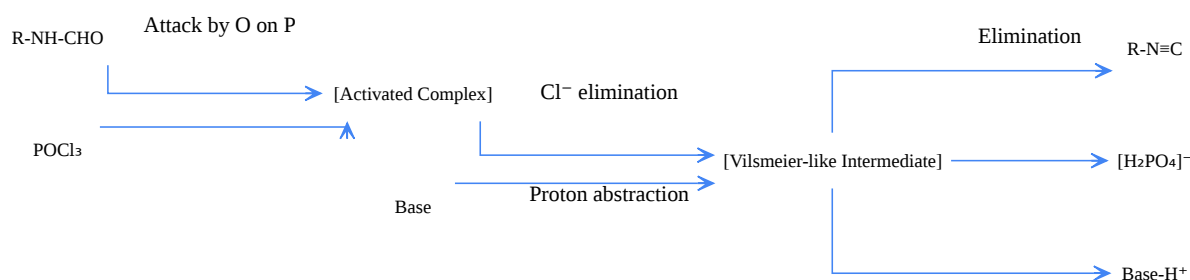 Attack by O on P
R-NH-CHO
Elimination
R-N≡C
[Activated Complex]
Cl⁻ elimination
POCl₃
[Vilsmeier-like Intermediate]
[H₂PO₄]⁻
Proton abstraction
Base
Base-H⁺